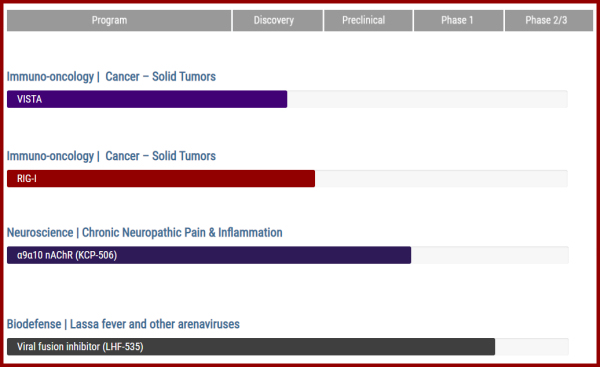 Program Discovery Preclinical Phase 1 Phase 2/3
Immuno-oncology | Cancer – Solid Tumors
VISTA
Immuno-oncology | Cancer – Solid Tumors
RIG-I
Neuroscience | Chronic Neuropathic Pain & Inflammation
α9α10 nAChR (KCP-506)
Biodefense | Lassa fever and other arenaviruses
Viral fusion inhibitor (LHF-535)